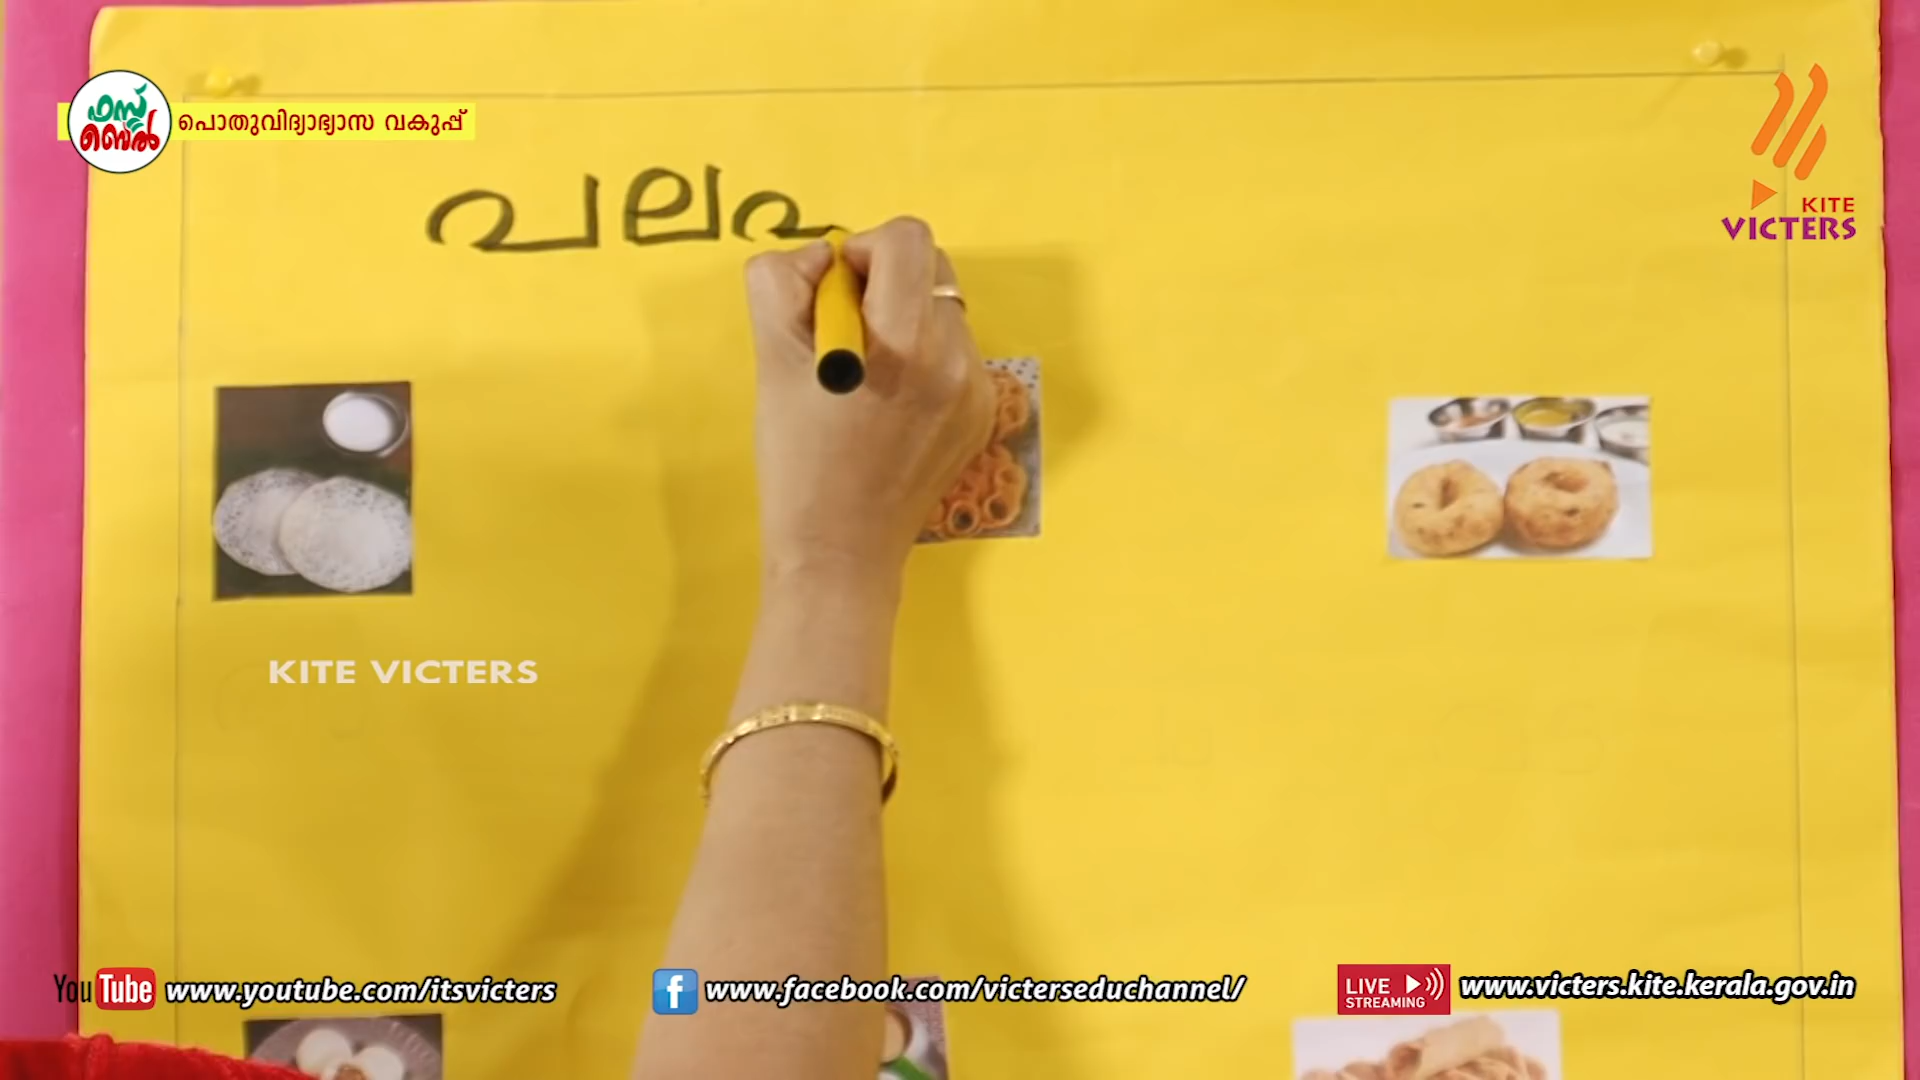 ഫസ്റ്റ് ബെൽ
പൊതുവിദ്യാഭ്യാസ വകുപ്പ്
KITE VICTERS
പല
KITE VICTERS
YouTube www.youtube.com/itsvicters
f www.facebook.com/victerseduchannel/
LIVE STREAMING www.victers.kite.kerala.gov.in